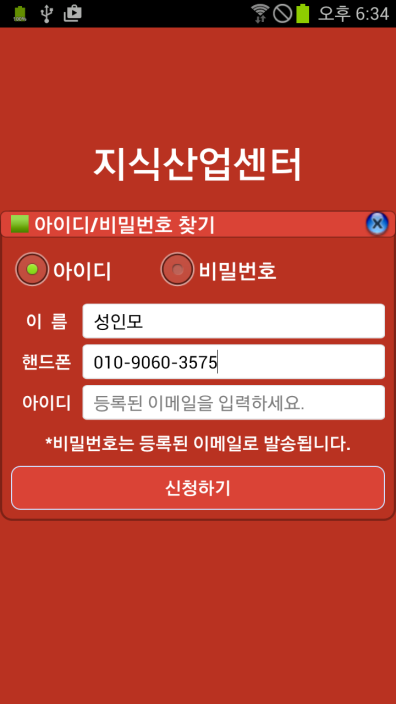 오후 6:34
지식산업센터
아이디/비밀번호 찾기
아이디 비밀번호
이 름 성인모
핸드폰 010-9060-3575
아이디 등록된 이메일을 입력하세요.
*비밀번호는 등록된 이메일로 발송됩니다.
신청하기